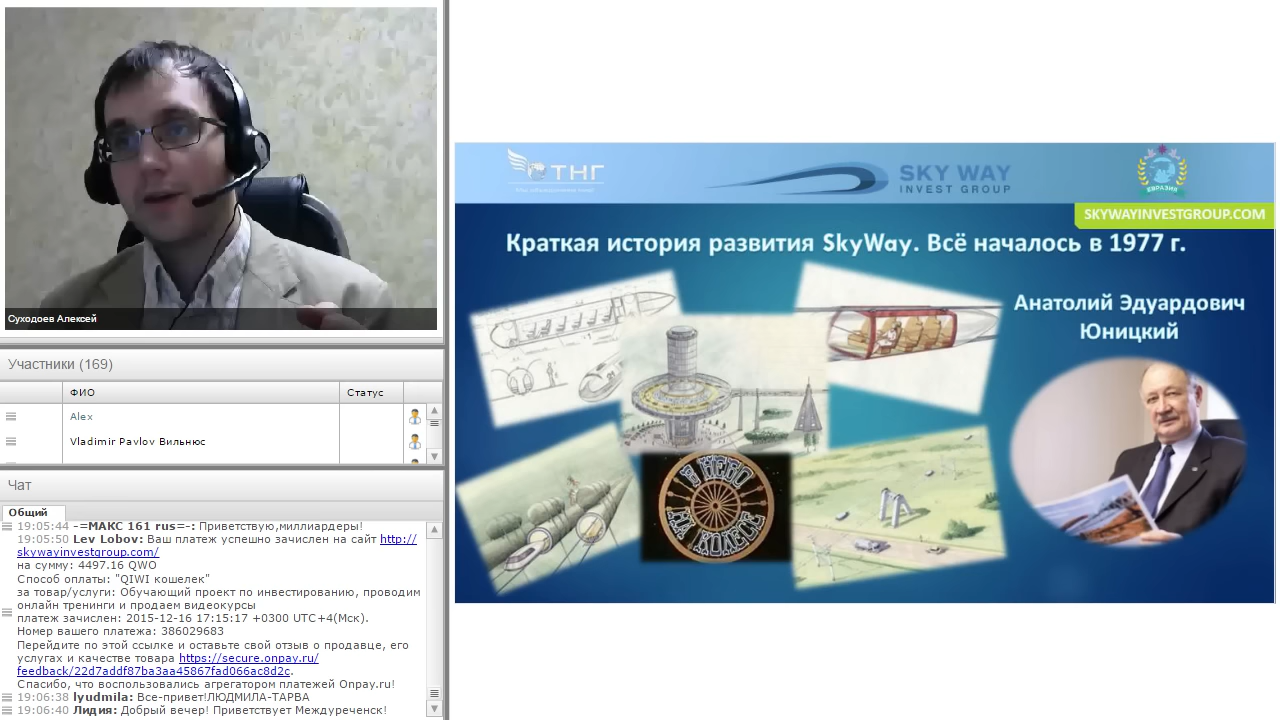 Суходоев Алексей
Участники (169)
ФИО
Статус
Alex
Vladimir Pavlov Вильнюс
Чат
Общий
19:05:44 -=МАКС 161 rus=-: Приветствую,миллиардеры!
19:05:50 Lev Lobov: Ваш платеж успешно зачислен на сайт http://
skywayinvestgroup.com/
на сумму: 4497.16 QWO
Способ оплаты: "QIWI кошелек"
за товар/услуги: Обучающий проект по инвестированию, проводим
онлайн тренинги и продаем видеокурсы
платеж зачислен: 2015-12-16 17:15:17 +0300 UTC+4(Мск).
Номер вашего платежа: 386029683
Перейдите по этой ссылке и оставьте свой отзыв о продавце, его
услугах и качестве товара https://secure.onpay.ru/
feedback/22d7addf87ba3aa45867fad066ac8d2c.
Спасибо, что воспользовались агрегатором платежей Onpay.ru!
19:06:38 lyudmila: Все-привет!ЛЮДМИЛА-ТАРВА
19:06:40 Лидия: Добрый вечер! Приветствует Междуреченск!
ТНГ
SKY WAY
INVEST GROUP
ЕВРАЗИЯ
SKYWAYINVESTGROUP.COM
Краткая история развития SkyWay. Всё началось в 1977 г.
Анатолий Эдуардович
Юницкий
В НЕБО
НА КОЛЕСЕ